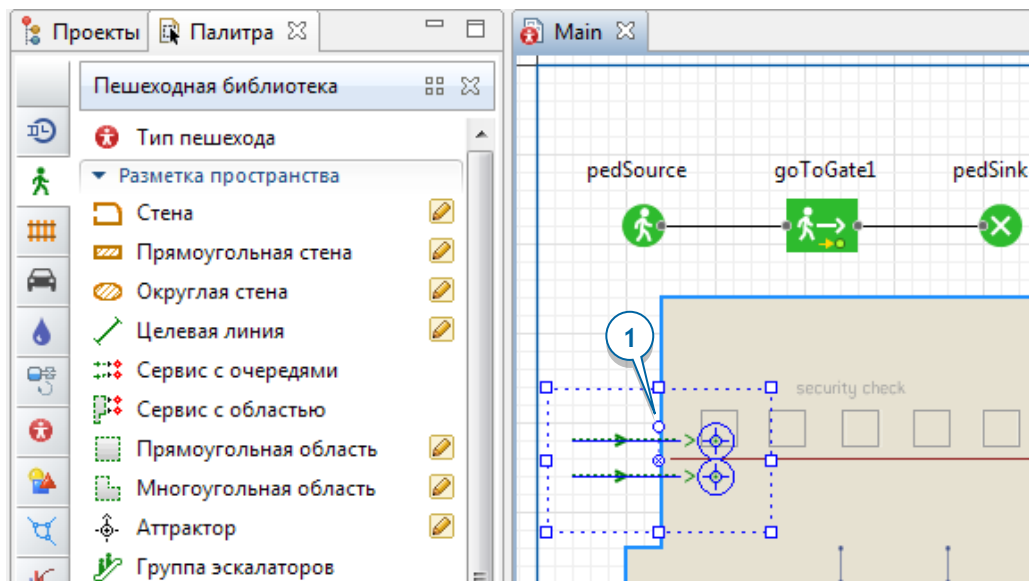 Проекты
Палитра
Main
Пешеходная библиотека
Тип пешехода
Разметка пространства
Стена
Прямоугольная стена
Округлая стена
Целевая линия
Сервис с очередями
Сервис с областью
Прямоугольная область
Многоугольная область
Аттрактор
Группа эскалаторов
pedSource
goToGate1
pedSink
1
security check